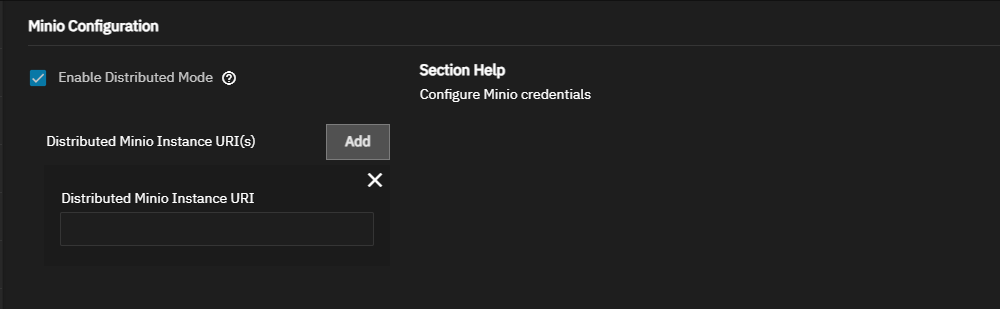 Minio Configuration
Enable Distributed Mode
Section Help
Configure Minio credentials
Distributed Minio Instance URI(s)
Add
Distributed Minio Instance URI